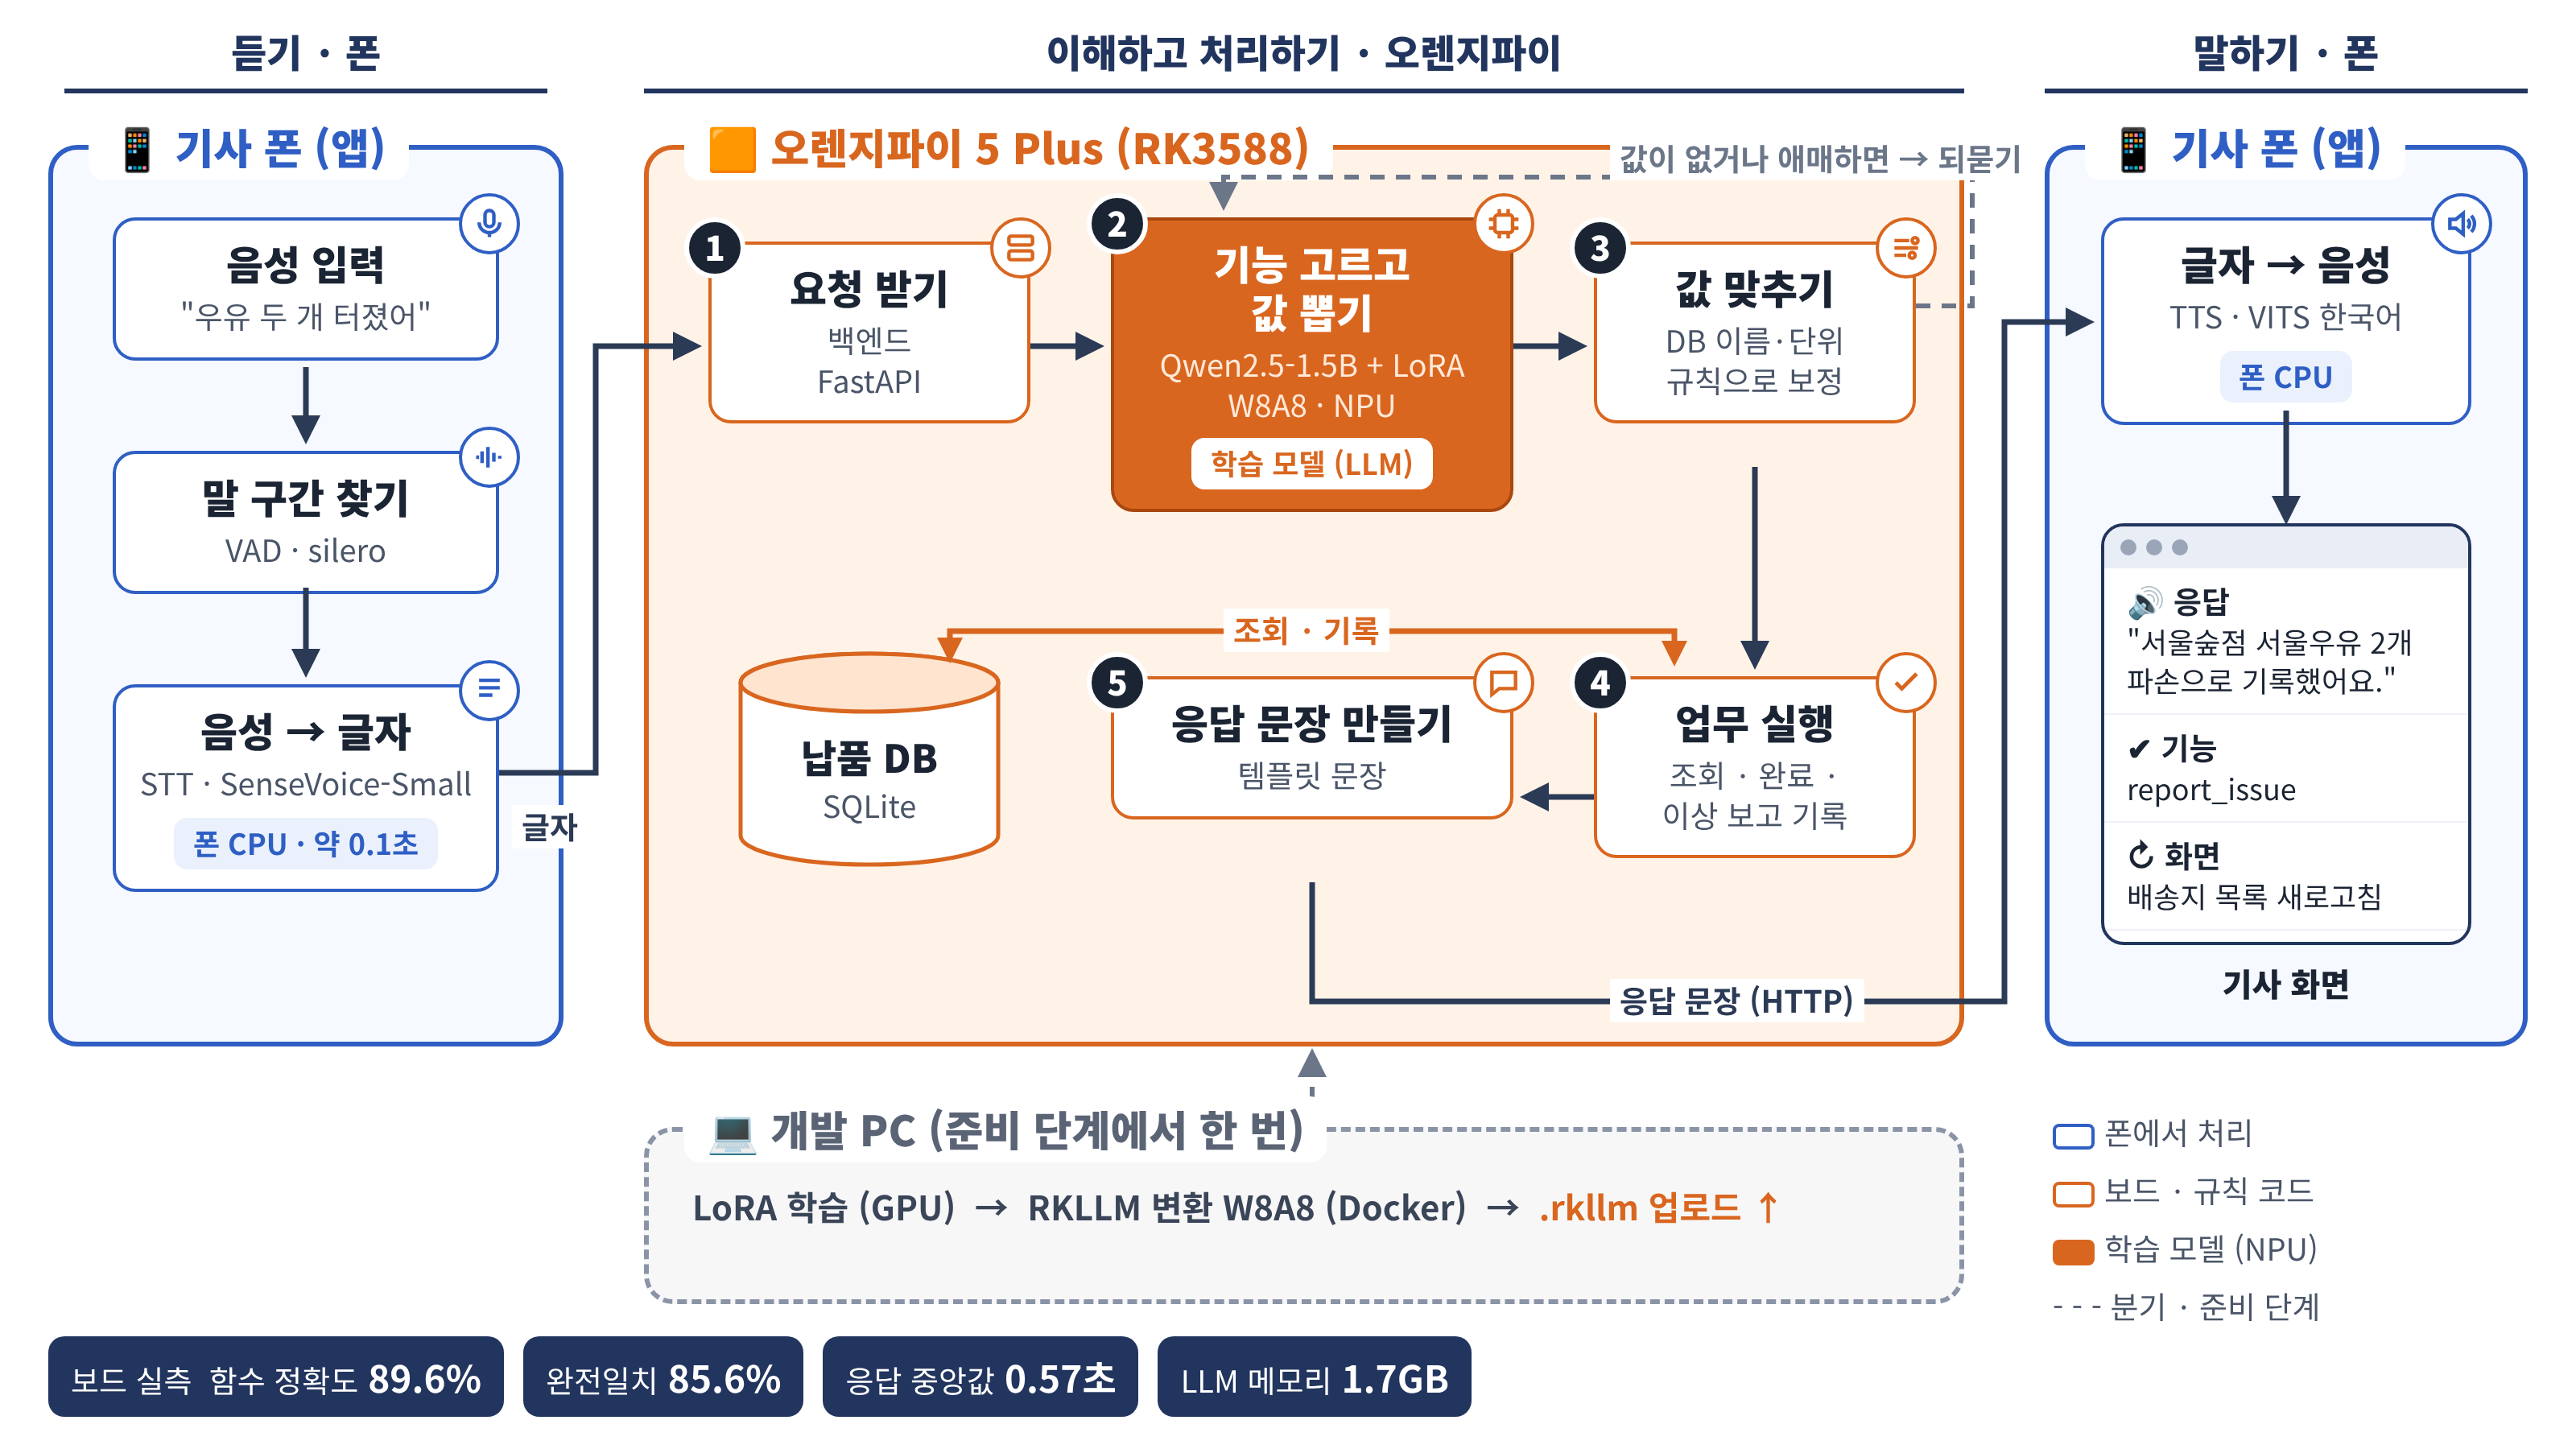 듣기 · 폰
이해하고 처리하기 · 오렌지파이
말하기 · 폰
기사 폰 (앱)
음성 입력
"우유 두 개 터졌어"
말 구간 찾기
VAD · silero
음성 → 글자
STT · SenseVoice-Small
폰 CPU · 약 0.1초
글자
오렌지파이 5 Plus (RK3588)
값이 없거나 애매하면 → 되묻기
1
요청 받기
백엔드
FastAPI
2
기능 고르고
값 뽑기
Qwen2.5-1.5B + LoRA
W8A8 · NPU
학습 모델 (LLM)
3
값 맞추기
DB 이름·단위
규칙으로 보정
조회 · 기록
납품 DB
SQLite
5
응답 문장 만들기
템플릿 문장
4
업무 실행
조회 · 완료 ·
이상 보고 기록
응답 문장 (HTTP)
기사 폰 (앱)
글자 → 음성
TTS · VITS 한국어
폰 CPU
응답
"서울숲점 서울우유 2개
파손으로 기록했어요."
✔ 기능
report_issue
↻ 화면
배송지 목록 새로고침
기사 화면
개발 PC (준비 단계에서 한 번)
LoRA 학습 (GPU) → RKLLM 변환 W8A8 (Docker) → .rkllm 업로드 ↑
폰에서 처리
보드 · 규칙 코드
학습 모델 (NPU)
--- 분기 · 준비 단계
보드 실측 함수 정확도 89.6%
완전일치 85.6%
응답 중앙값 0.57초
LLM 메모리 1.7GB